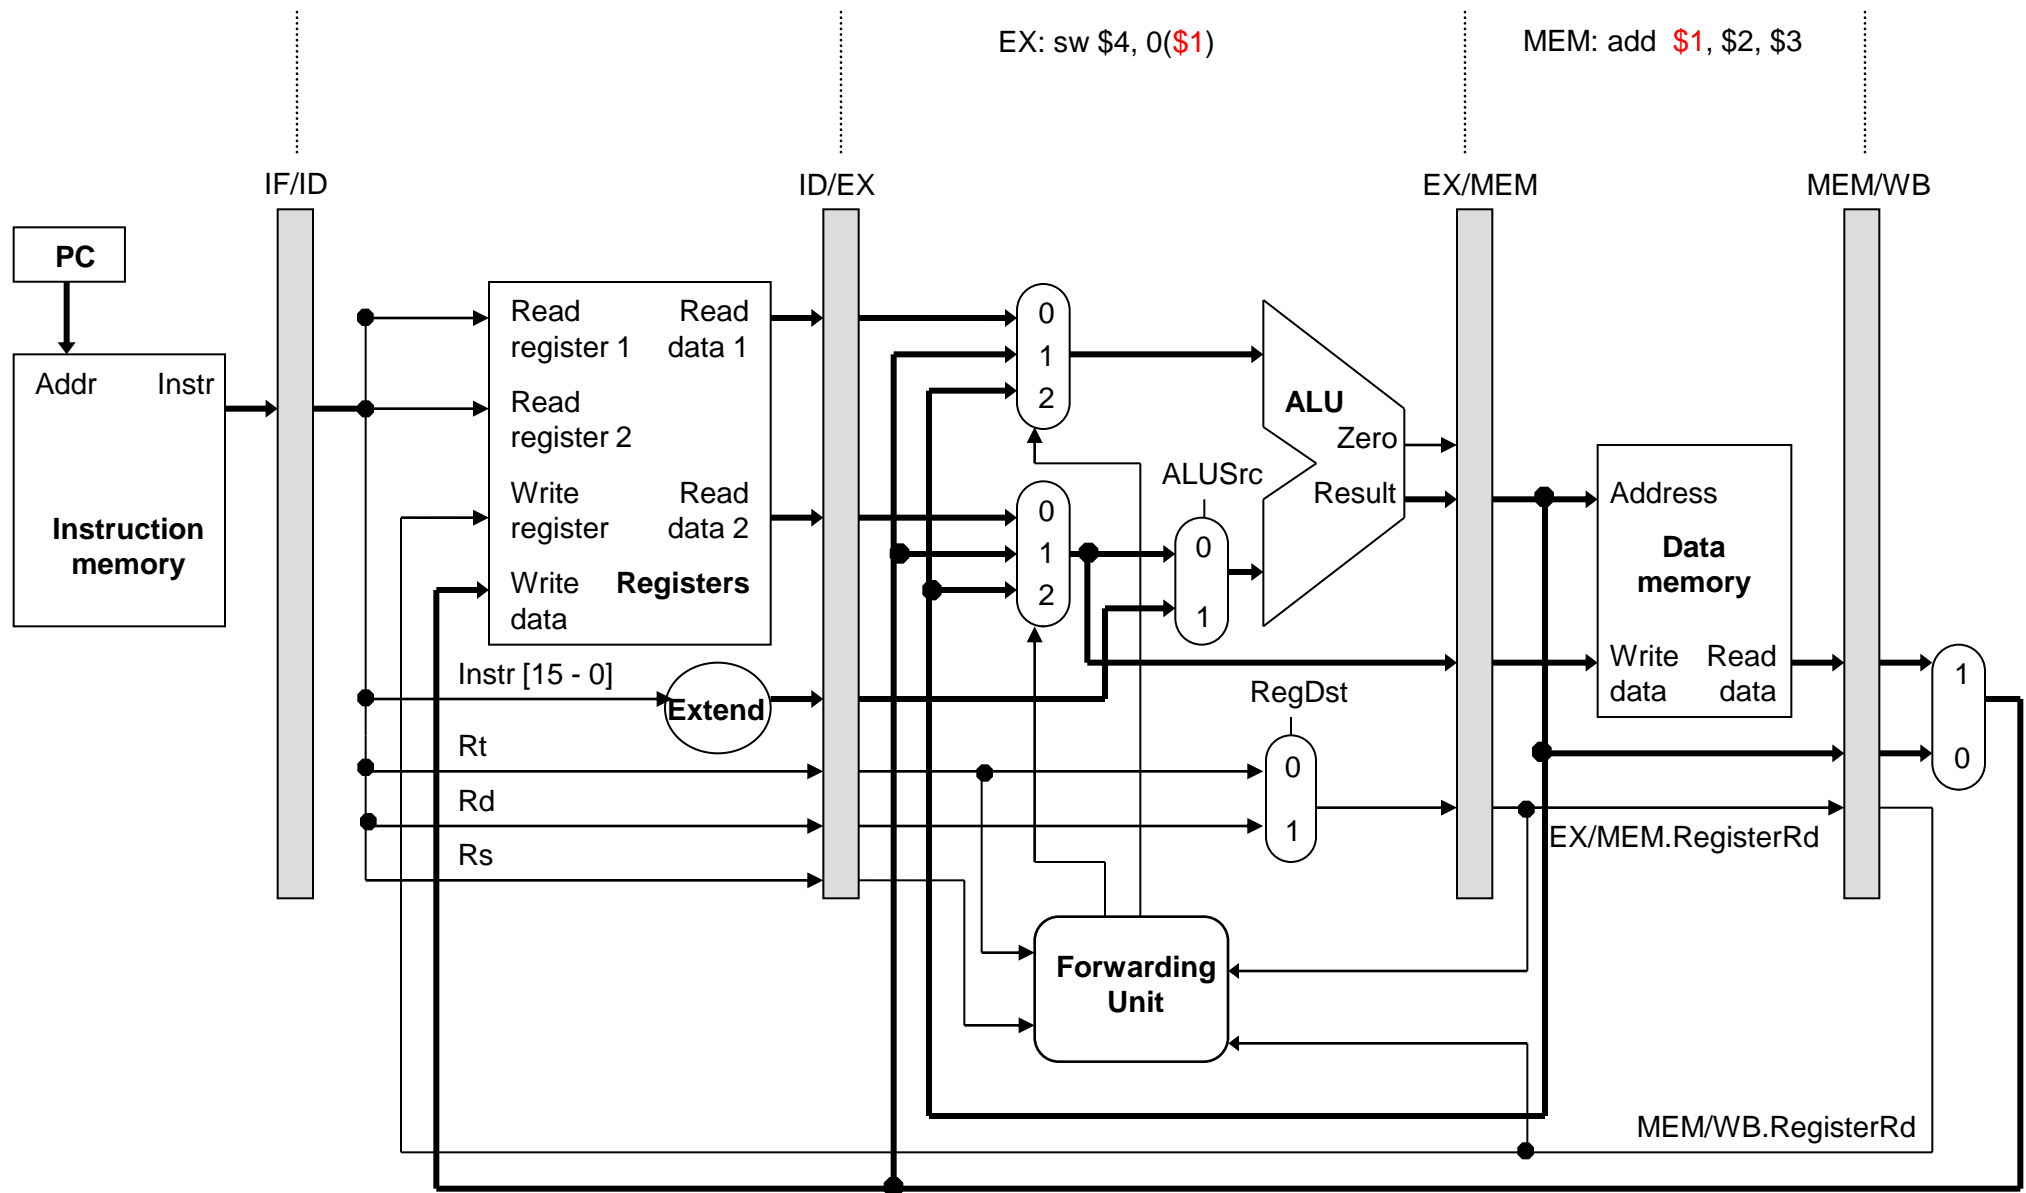 EX: sw $4, 0($1)
MEM: add $1, $2, $3
IF/ID
ID/EX
EX/MEM
MEM/WB
PC
Addr Instr
Instruction
memory
Read
register 1
Read
data 1
Read
register 2
Write
register
Read
data 2
Write
data
Registers
Instr [15 - 0]
Extend
Rt
Rd
Rs
0
1
2
0
1
2
ALUSrc
0
1
ALU
Zero
Result
RegDst
0
1
Address
Data
memory
Write
data
Read
data
1
0
EX/MEM.RegisterRd
Forwarding
Unit
MEM/WB.RegisterRd